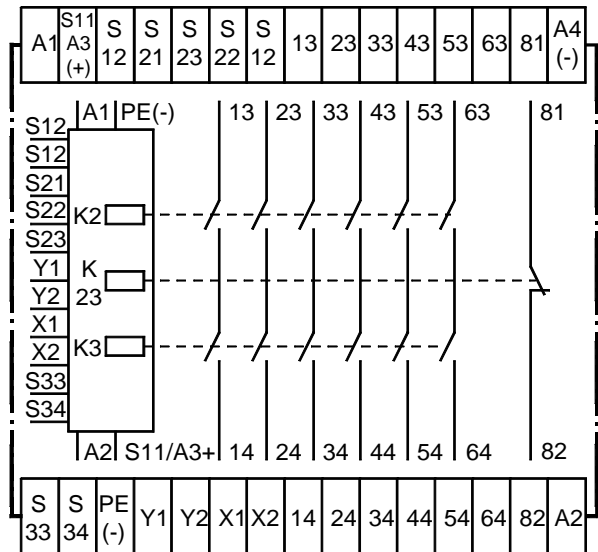 A1 S11 A3 (+) S 12 S 21 S 23 S 22 S 12 13 23 33 43 53 63 81 A4 (-)
A1 PE(-) 13 23 33 43 53 63 81
S12
S12
S21
S22
K2
S23
Y1
K 23
Y2
X1
X2
K3
S33
S34
A2 S11/A3+ 14 24 34 44 54 64 82
S 33 S 34 PE (-) Y1 Y2 X1 X2 14 24 34 44 54 64 82 A2